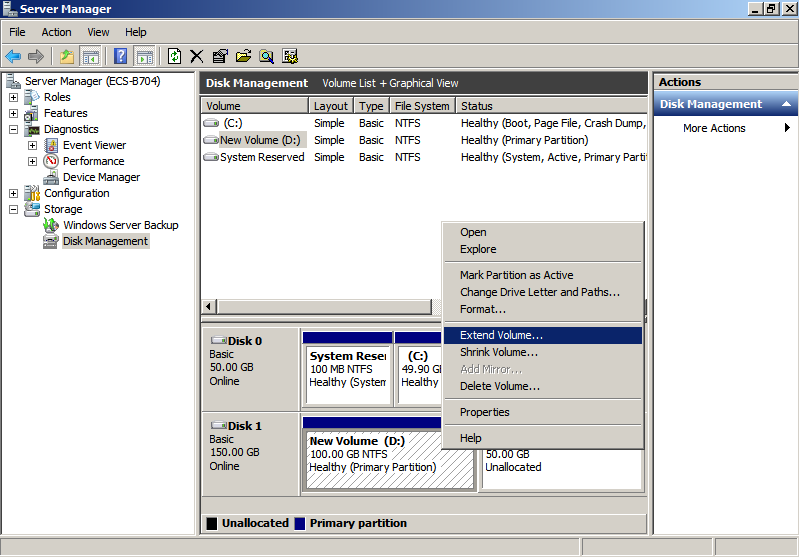 Server Manager
File Action View Help
Server Manager (ECS-B704)
Roles
Features
Diagnostics
Event Viewer
Performance
Device Manager
Configuration
Storage
Windows Server Backup
Disk Management
Disk Management Volume List + Graphical View
Volume Layout Type File System Status
(C:) Simple Basic NTFS Healthy (Boot, Page File, Crash Dump,
New Volume (D:) Simple Basic NTFS Healthy (Primary Partition)
System Reserved Simple Basic NTFS Healthy (System, Active, Primary Parti
Open
Explore
Mark Partition as Active
Change Drive Letter and Paths...
Format...
Extend Volume...
Shrink Volume...
Add Mirror...
Delete Volume...
Properties
Help
Disk 0
Basic
50.00 GB
Online
System Reser
100 MB NTFS
Healthy (System
(C:)
49.90 G
Healthy
Disk 1
Basic
150.00 GB
Online
New Volume (D:)
100.00 GB NTFS
Healthy (Primary Partition)
50.00 GB
Unallocated
Unallocated Primary partition
Actions
Disk Management
More Actions